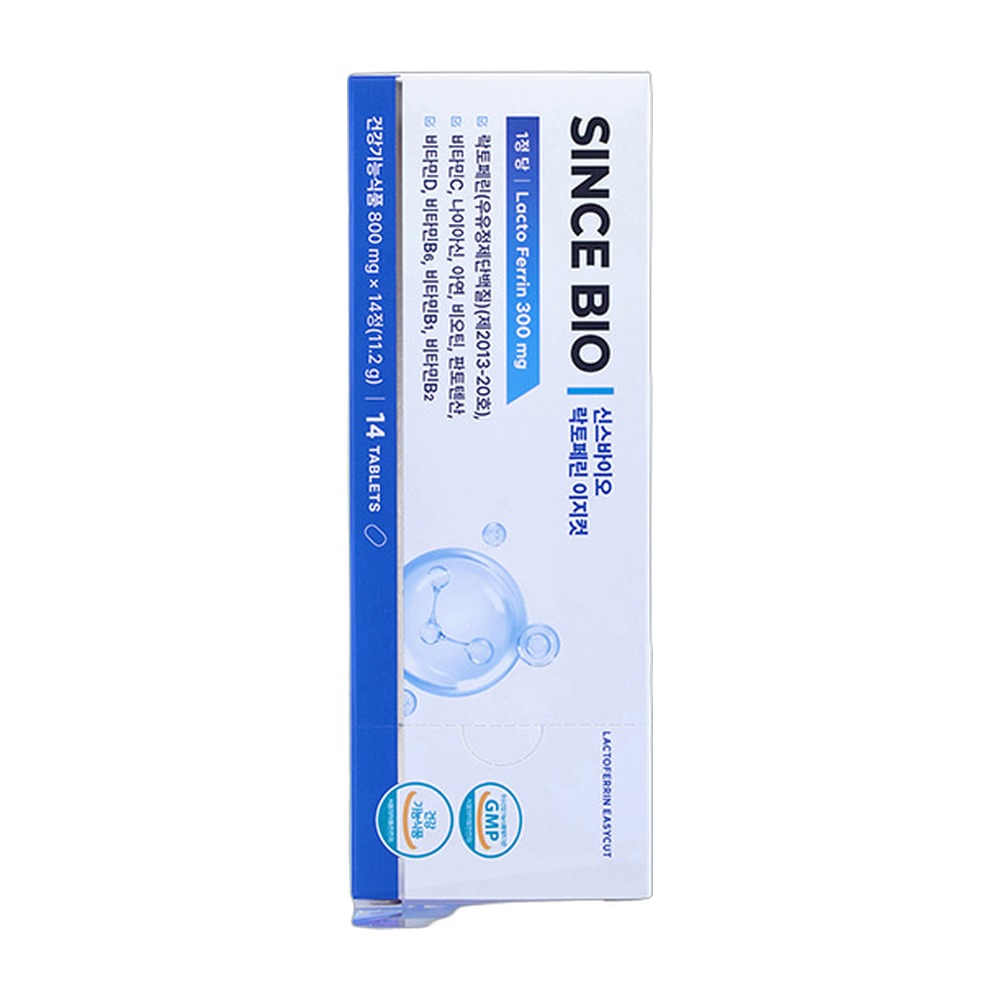 SINCE BIO
신스바이오
락토페린 이지컷
1정 당 | Lacto Ferrin 300 mg
☑ 락토페린(우유정제단백질)(제2013-20호),
☑ 비타민C, 나이아신, 아연, 비오틴, 판토텐산,
☑ 비타민D, 비타민B6, 비타민B1, 비타민B2
건강기능식품 800 mg × 14정(11.2 g) | 14 TABLETS
LACTOFERRIN EASYCUT
GMP
건강
기능식품